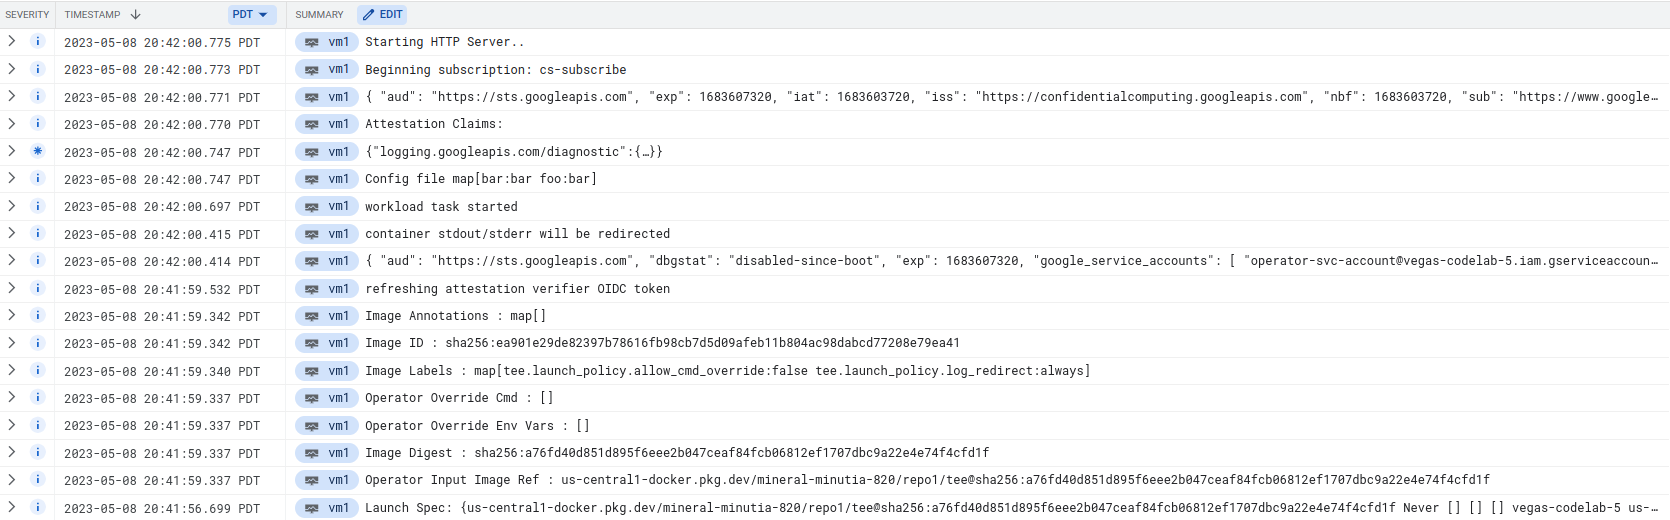 SEVERITY TIMESTAMP PDT SUMMARY EDIT
2023-05-08 20:42:00.775 PDT vm1 Starting HTTP Server..
2023-05-08 20:42:00.773 PDT vm1 Beginning subscription: cs-subscribe
2023-05-08 20:42:00.771 PDT vm1 { "aud": "https://sts.googleapis.com", "exp": 1683607320, "iat": 1683603720, "iss": "https://confidentialcomputing.googleapis.com", "nbf": 1683603720, "sub": "https://www.google…
2023-05-08 20:42:00.770 PDT vm1 Attestation Claims:
2023-05-08 20:42:00.747 PDT vm1 {"logging.googleapis.com/diagnostic":{…}}
2023-05-08 20:42:00.747 PDT vm1 Config file map[bar:bar foo:bar]
2023-05-08 20:42:00.697 PDT vm1 workload task started
2023-05-08 20:42:00.415 PDT vm1 container stdout/stderr will be redirected
2023-05-08 20:42:00.414 PDT vm1 { "aud": "https://sts.googleapis.com", "dbgstat": "disabled-since-boot", "exp": 1683607320, "google_service_accounts": [ "operator-svc-account@vegas-codelab-5.iam.gserviceaccoun…
2023-05-08 20:41:59.532 PDT vm1 refreshing attestation verifier OIDC token
2023-05-08 20:41:59.342 PDT vm1 Image Annotations : map[]
2023-05-08 20:41:59.342 PDT vm1 Image ID : sha256:ea901e29de82397b78616fb98cb7d5d09afeb11b804ac98dabcd77208e79ea41
2023-05-08 20:41:59.340 PDT vm1 Image Labels : map[tee.launch_policy.allow_cmd_override:false tee.launch_policy.log_redirect:always]
2023-05-08 20:41:59.337 PDT vm1 Operator Override Cmd : []
2023-05-08 20:41:59.337 PDT vm1 Operator Override Env Vars : []
2023-05-08 20:41:59.337 PDT vm1 Image Digest : sha256:a76fd40d851d895f6eee2b047ceaf84fcb06812ef1707dbc9a22e4e74f4cfd1f
2023-05-08 20:41:59.337 PDT vm1 Operator Input Image Ref : us-central1-docker.pkg.dev/mineral-minutia-820/repo1/tee@sha256:a76fd40d851d895f6eee2b047ceaf84fcb06812ef1707dbc9a22e4e74f4cfd1f
2023-05-08 20:41:56.699 PDT vm1 Launch Spec: {us-central1-docker.pkg.dev/mineral-minutia-820/repo1/tee@sha256:a76fd40d851d895f6eee2b047ceaf84fcb06812ef1707dbc9a22e4e74f4cfd1f Never [] [] [] vegas-codelab-5 us-…